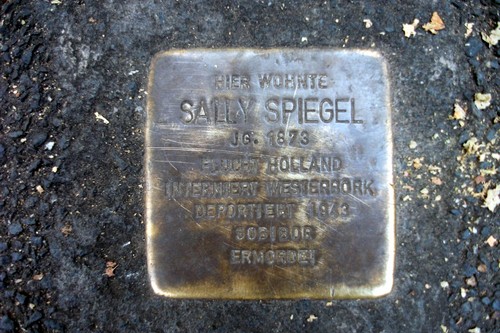 HIER WOHNTE
SALLY SPIEGEL
JG. 1873
FLUCHT HOLLAND
INTERNIERT WESTERBORK
DEPORTIERT 1943
SOBIBOR
ERMORDET